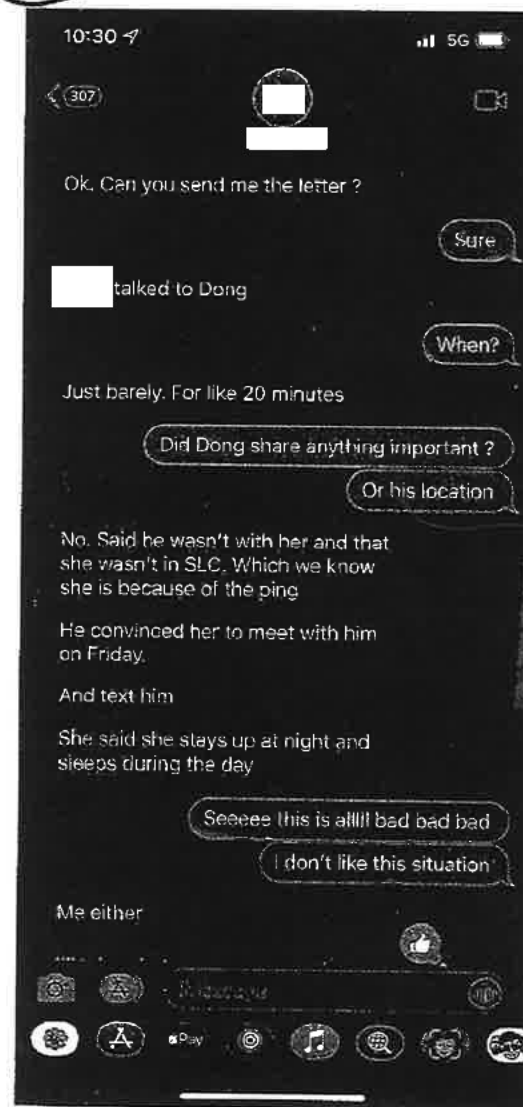 10:30
5G
307
Ok. Can you send me the letter ?
Sure
talked to Dong
When?
Just barely. For like 20 minutes
Did Dong share anything important ?
Or his location
No. Said he wasn't with her and that
she wasn't in SLC. Which we know
she is because of the ping
He convinced her to meet with him
on Friday.
And text him
She said she stays up at night and
sleeps during the day
Seeeee this is alllll bad bad bad
I don't like this situation
Me either
Pay